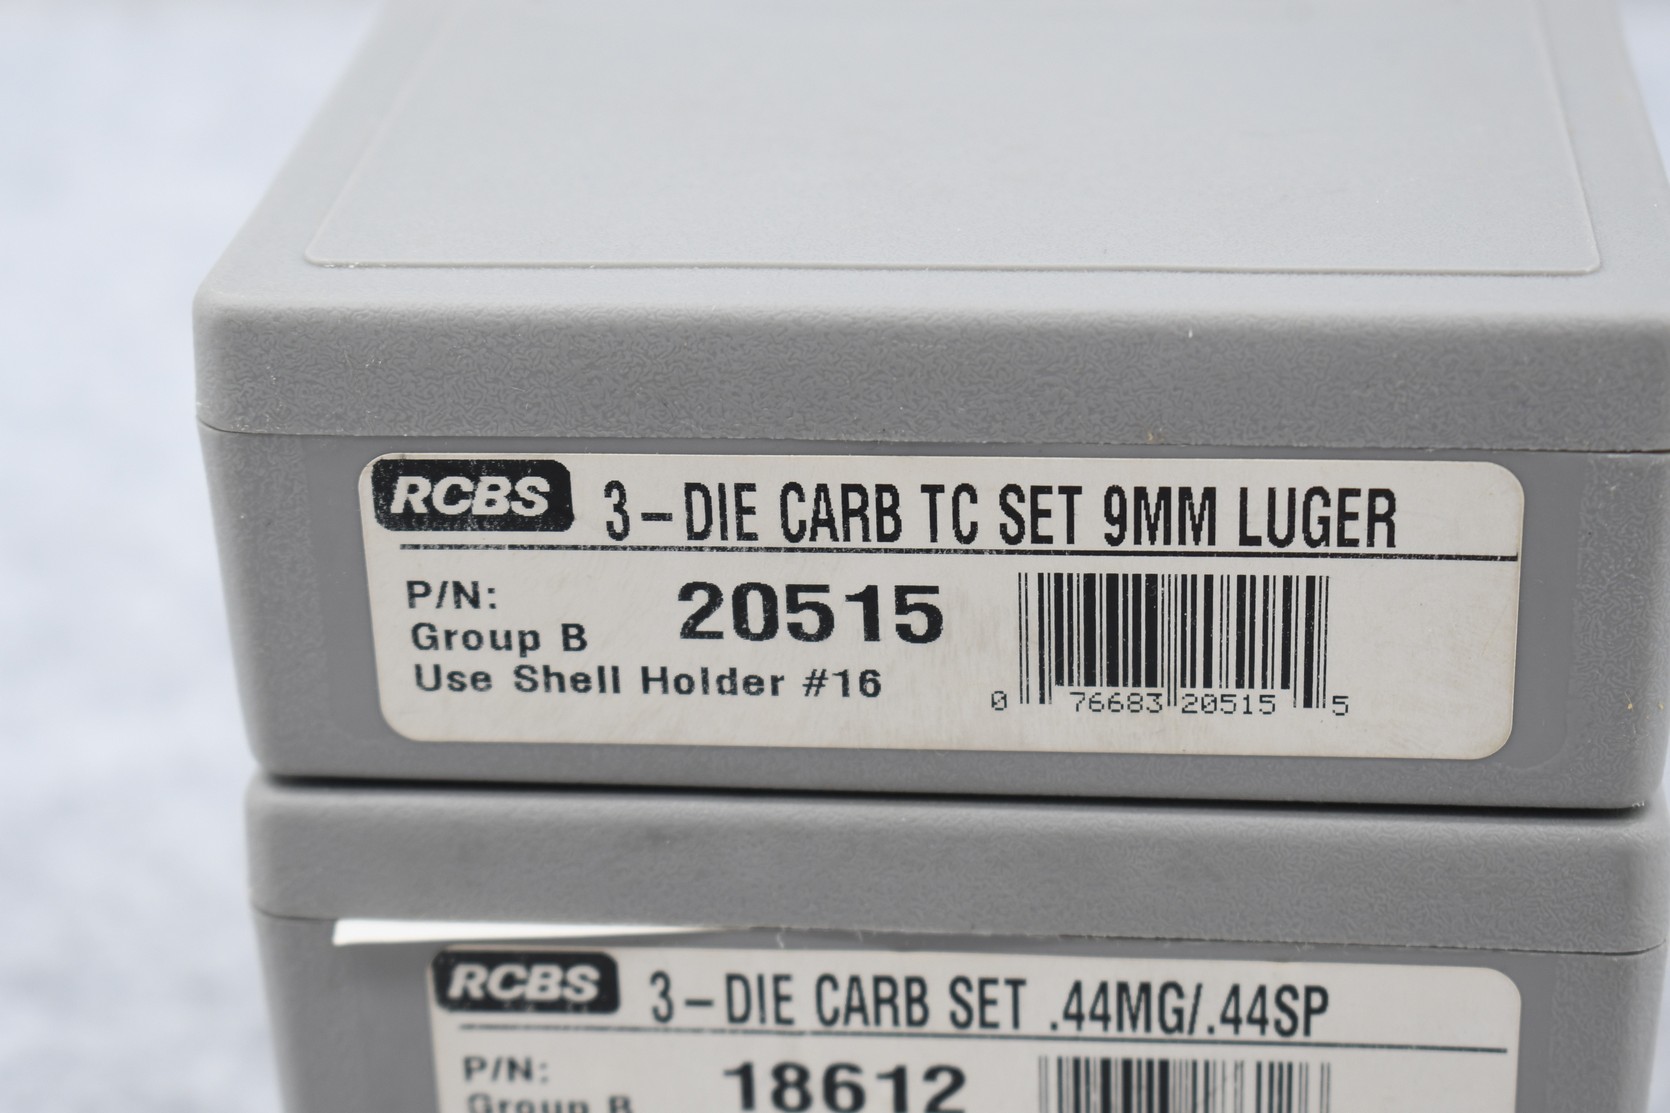 RCBS 3-DIE CARB TC SET 9MM LUGER
P/N: 20515
Group B
Use Shell Holder #16
0 76683 20515 5
RCBS 3-DIE CARB SET .44MG/.44SP
P/N: 18612
Group B